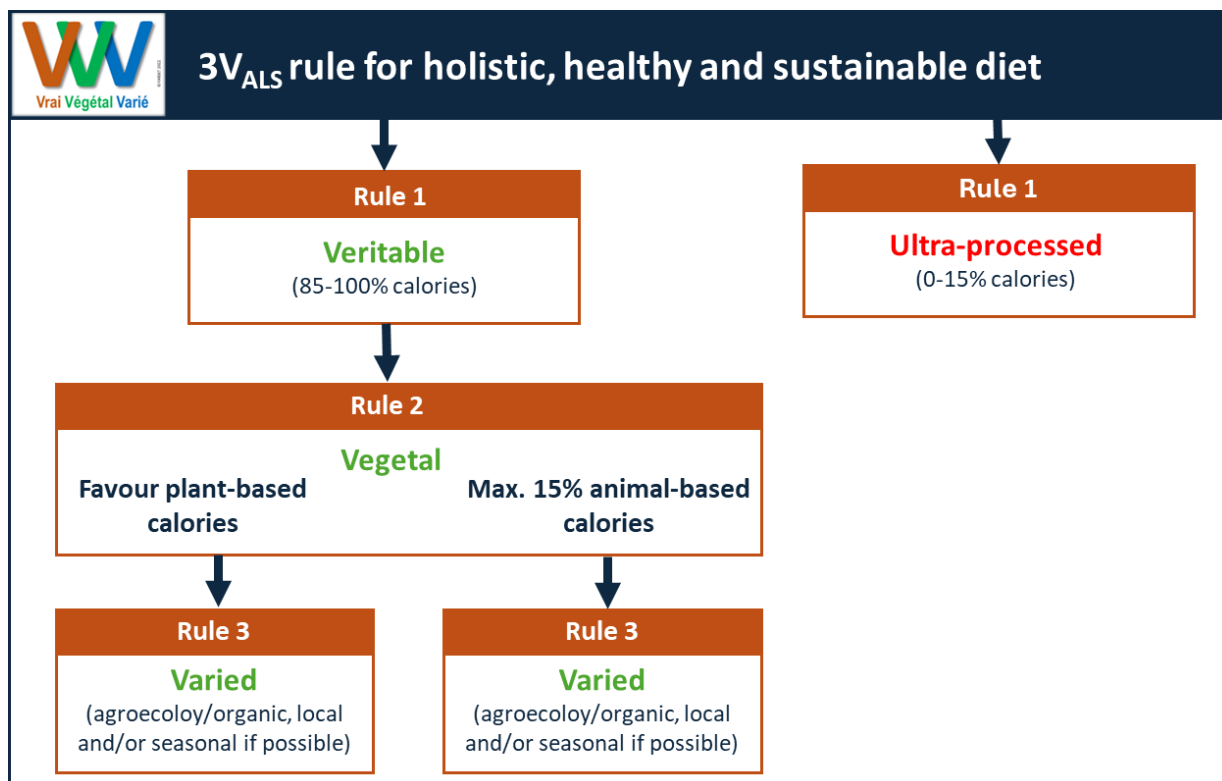 VVV
Vrai Végétal Varié
3VALS rule for holistic, healthy and sustainable diet
Rule 1
Veritable
(85-100% calories)
Rule 1
Ultra-processed
(0-15% calories)
Rule 2
Vegetal
Favour plant-based
calories
Max. 15% animal-based
calories
Rule 3
Varied
(agroecoloy/organic, local
and/or seasonal if possible)
Rule 3
Varied
(agroecoloy/organic, local
and/or seasonal if possible)